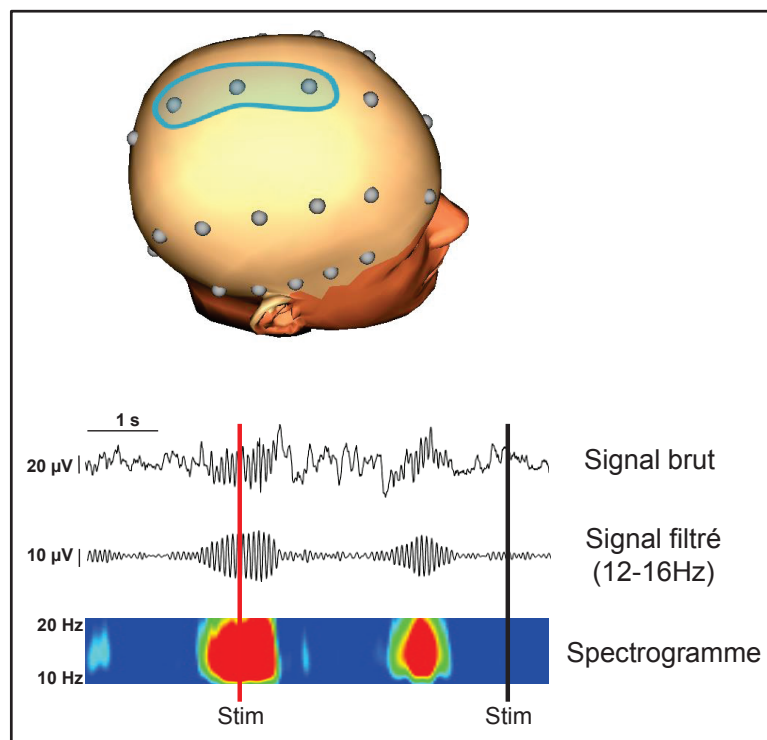 1 s
20 µV
Signal brut
10 µV
Signal filtré
(12-16Hz)
20 Hz
Spectrogramme
10 Hz
Stim
Stim